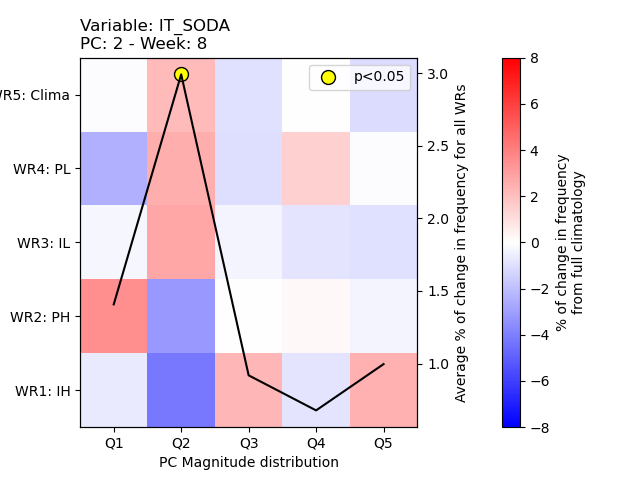 Variable: IT_SODA
PC: 2 - Week: 8
p<0.05
WR5: Clima
WR4: PL
WR3: IL
WR2: PH
WR1: IH
Q1 Q2 Q3 Q4 Q5
PC Magnitude distribution
3.0
2.5
2.0
1.5
1.0
Average % of change in frequency for all WRs
8
6
4
2
0
−2
−4
−6
−8
% of change in frequency
from full climatology